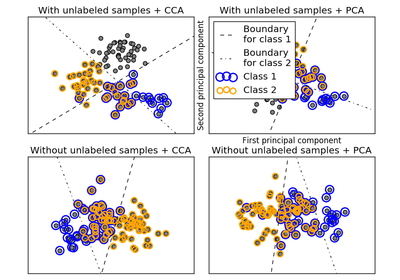 With unlabeled samples + CCA
With unlabeled samples + PCA
Second principal component
Boundary
for class 1
Boundary
for class 2
Class 1
Class 2
First principal component
Without unlabeled samples + CCA
Without unlabeled samples + PCA